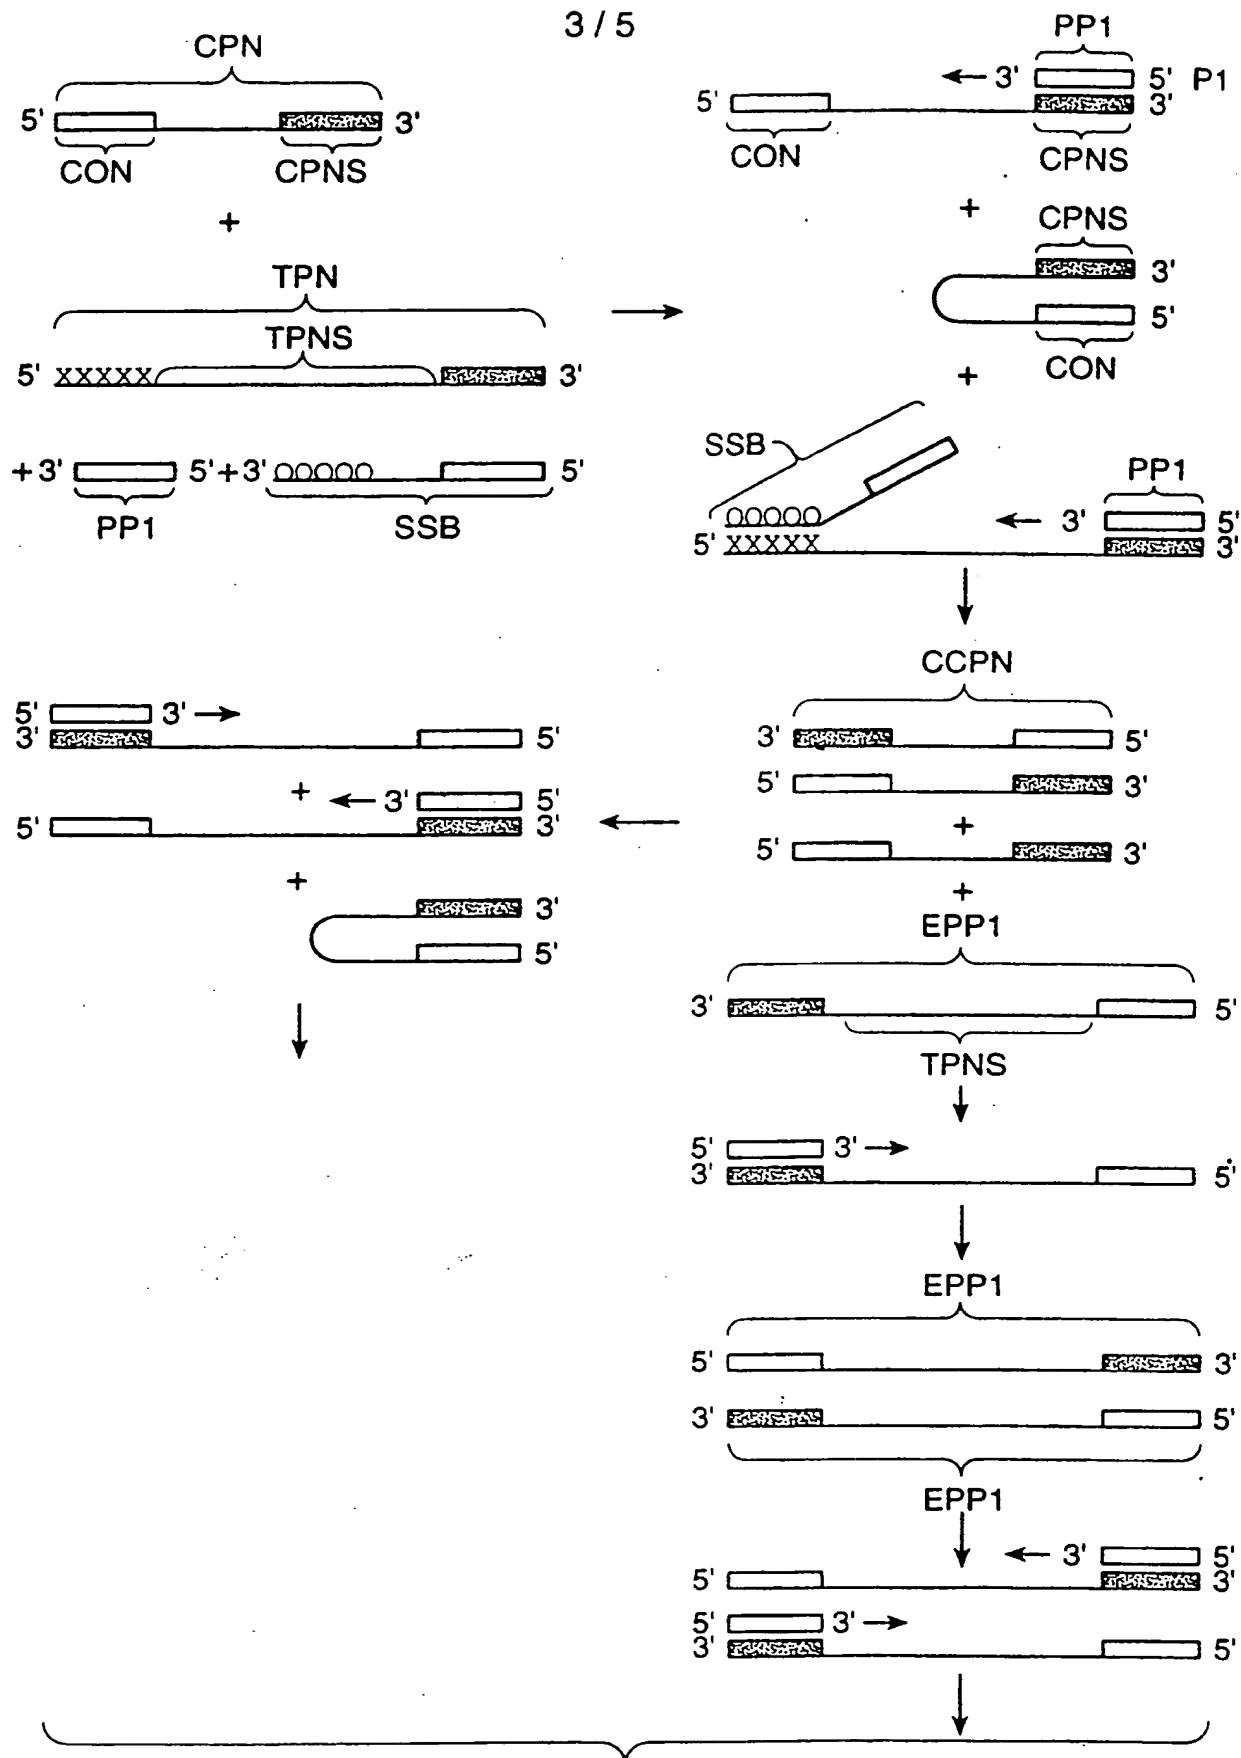 3 / 5
CPN
5' 3'
CON CPNS
+
TPN
TPNS
5' XXXXX 3'
+3' 5' +3' OOOOO 5'
PP1 SSB
PP1
3' 5' P1
5' 3'
CON CPNS
+
CPNS
3'
5'
CON
+
SSB
PP1
OOOOO 3' 5'
5' XXXXX 3'
CCPN
3' 5'
5' 3'
+
5' 3'
+
EPP1
3' 5'
TPNS
5' 3'
3' 5'
+ 3' 5'
5' 3'
+
3'
5'
5' 3'
3' 5'
EPP1
5' 3'
3' 5'
EPP1
3' 5'
5' 3'
5' 3'
3' 5'